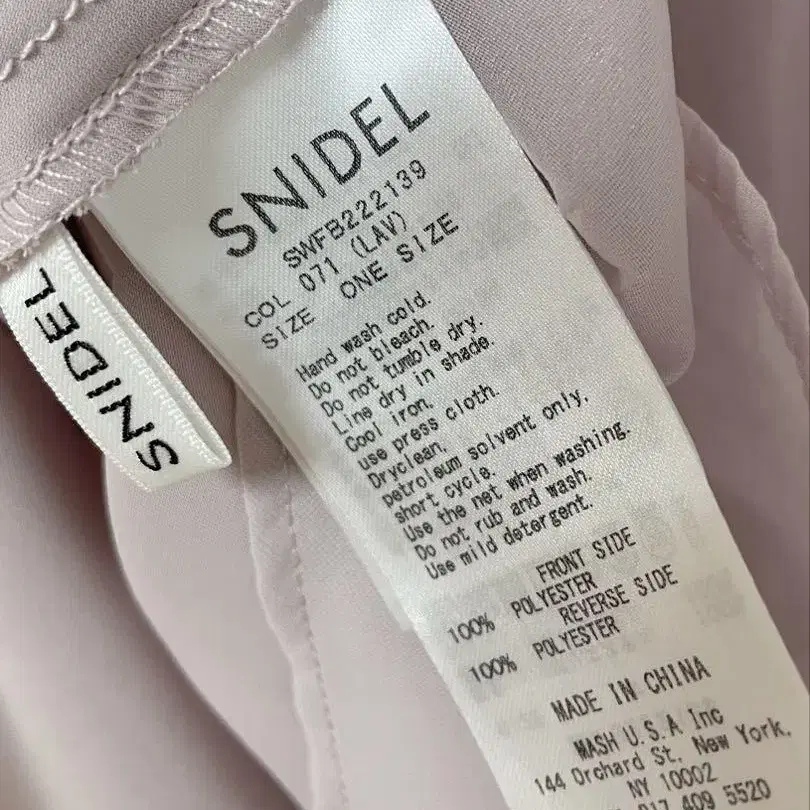 SNIDEL
SWFB222139
COL 071 (LAV)
SIZE ONE SIZE
Hand wash cold.
Do not bleach.
Do not tumble dry.
Line dry in shade.
Cool iron.
use press cloth.
Dryclean.
petroleum solvent only,
short cycle.
Use the net when washing.
Do not rub and wash.
Use mild detergent.
FRONT SIDE
100% POLYESTER
REVERSE SIDE
100% POLYESTER
MADE IN CHINA
MASH U.S.A Inc
144 Orchard St, New York,
NY 10002
409 5520
SNIDEL